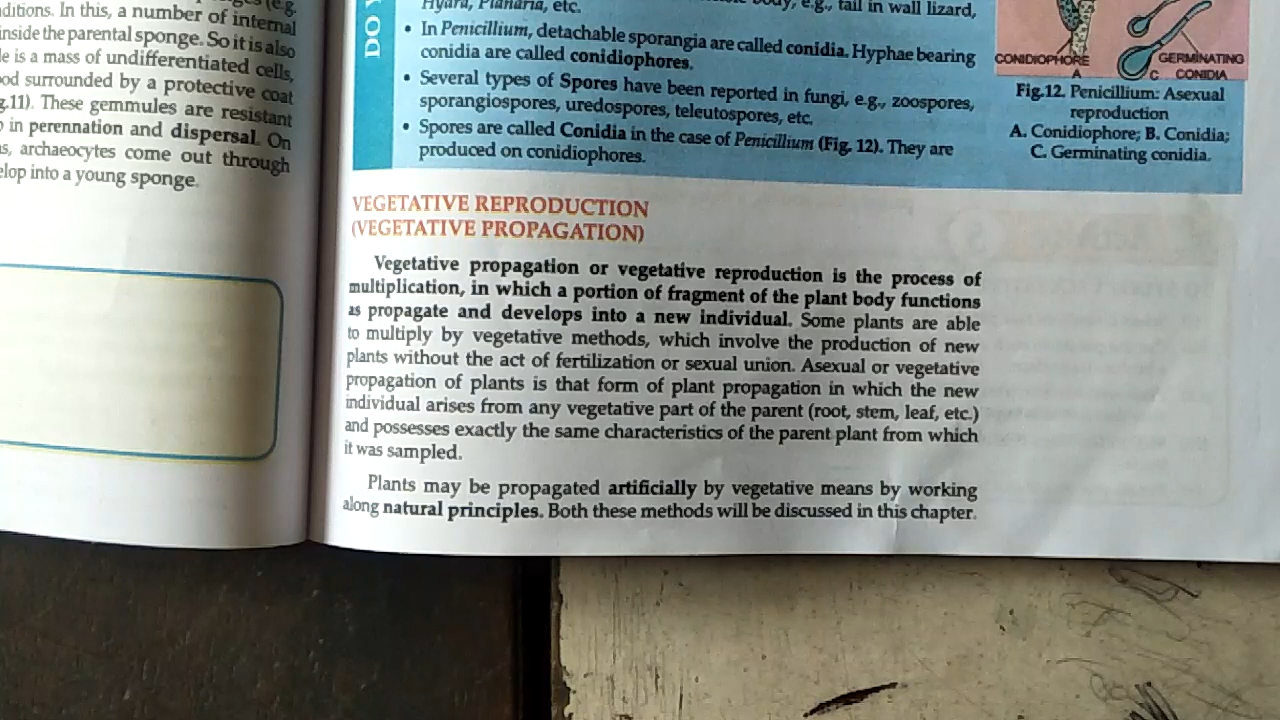 (e.g.
ditions. In this, a number of internal
inside the parental sponge. So it is also
le is a mass of undifferentiated cells,
od surrounded by a protective coat
g.11). These gemmules are resistant
in perennation and dispersal. On
s, archaeocytes come out through
elop into a young sponge.
DO
body, e.g., tail in wall lizard,
Hydra, Planaria, etc.
• In Penicillium, detachable sporangia are called conidia. Hyphae bearing
conidia are called conidiophores.
• Several types of Spores have been reported in fungi, e.g., zoospores,
sporangiospores, uredospores, teleutospores, etc.
• Spores are called Conidia in the case of Penicillium (Fig. 12). They are
produced on conidiophores.
CONIDIOPHORE
A
GERMINATING
C CONIDIA
Fig.12. Penicillium: Asexual
reproduction
A. Conidiophore; B. Conidia;
C. Germinating conidia.
VEGETATIVE REPRODUCTION
(VEGETATIVE PROPAGATION)
Vegetative propagation or vegetative reproduction is the process of
multiplication, in which a portion of fragment of the plant body functions
as propagate and develops into a new individual. Some plants are able
to multiply by vegetative methods, which involve the production of new
plants without the act of fertilization or sexual union. Asexual or vegetative
propagation of plants is that form of plant propagation in which the new
individual arises from any vegetative part of the parent (root, stem, leaf, etc.)
and possesses exactly the same characteristics of the parent plant from which
it was sampled.
Plants may be propagated artificially by vegetative means by working
along natural principles. Both these methods will be discussed in this chapter.